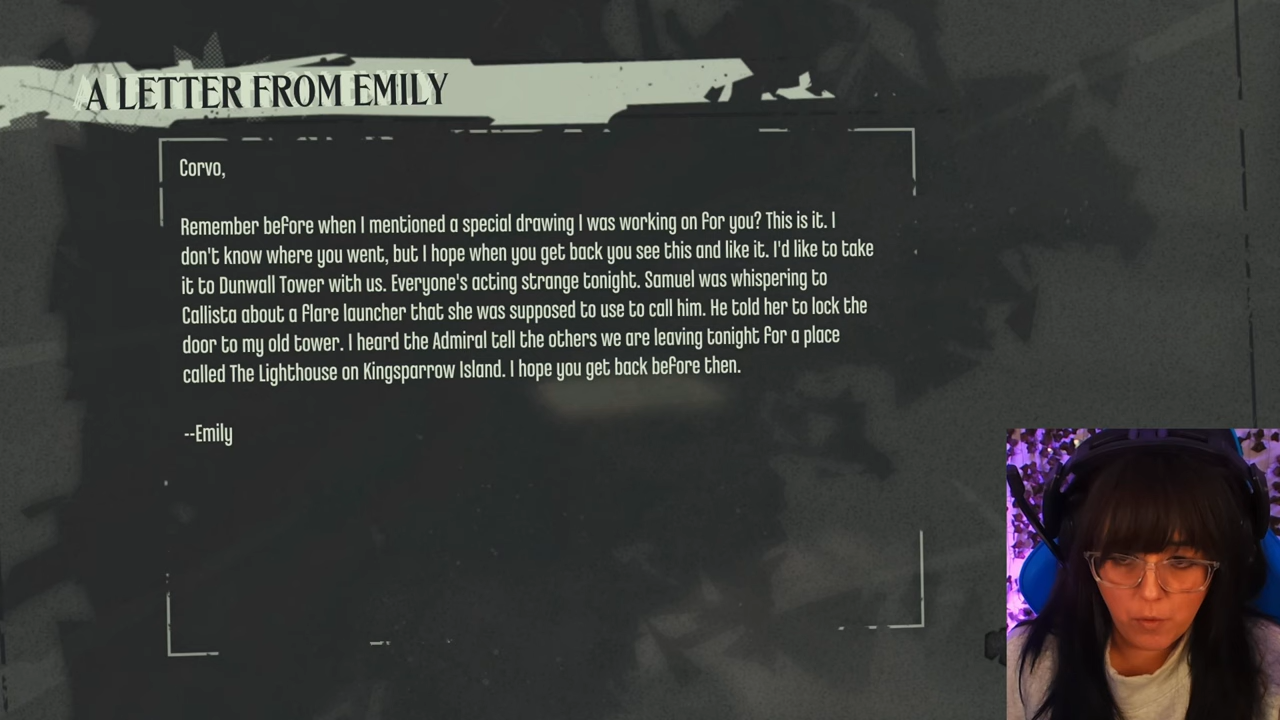 A LETTER FROM EMILY
Corvo,
Remember before when I mentioned a special drawing I was working on for you? This is it. I
don't know where you went, but I hope when you get back you see this and like it. I'd like to take
it to Dunwall Tower with us. Everyone's acting strange tonight. Samuel was whispering to
Callista about a flare launcher that she was supposed to use to call him. He told her to lock the
door to my old tower. I heard the Admiral tell the others we are leaving tonight for a place
called The Lighthouse on Kingsparrow Island. I hope you get back before then.
--Emily